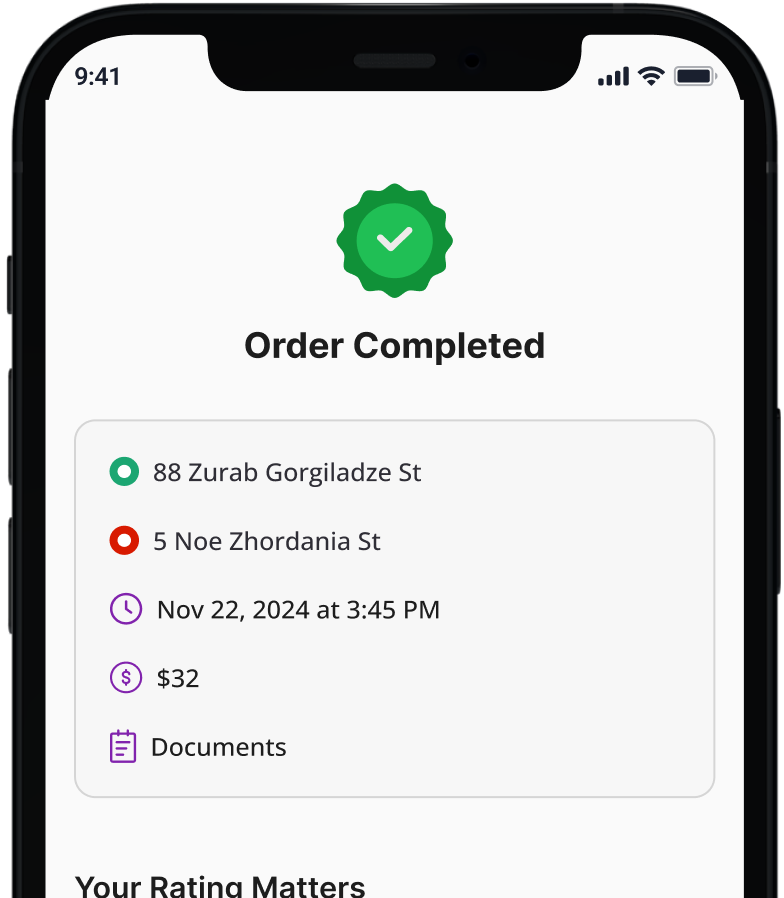 9:41
Order Completed
88 Zurab Gorgiladze St
5 Noe Zhordania St
Nov 22, 2024 at 3:45 PM
$32
Documents
Your Rating Matters